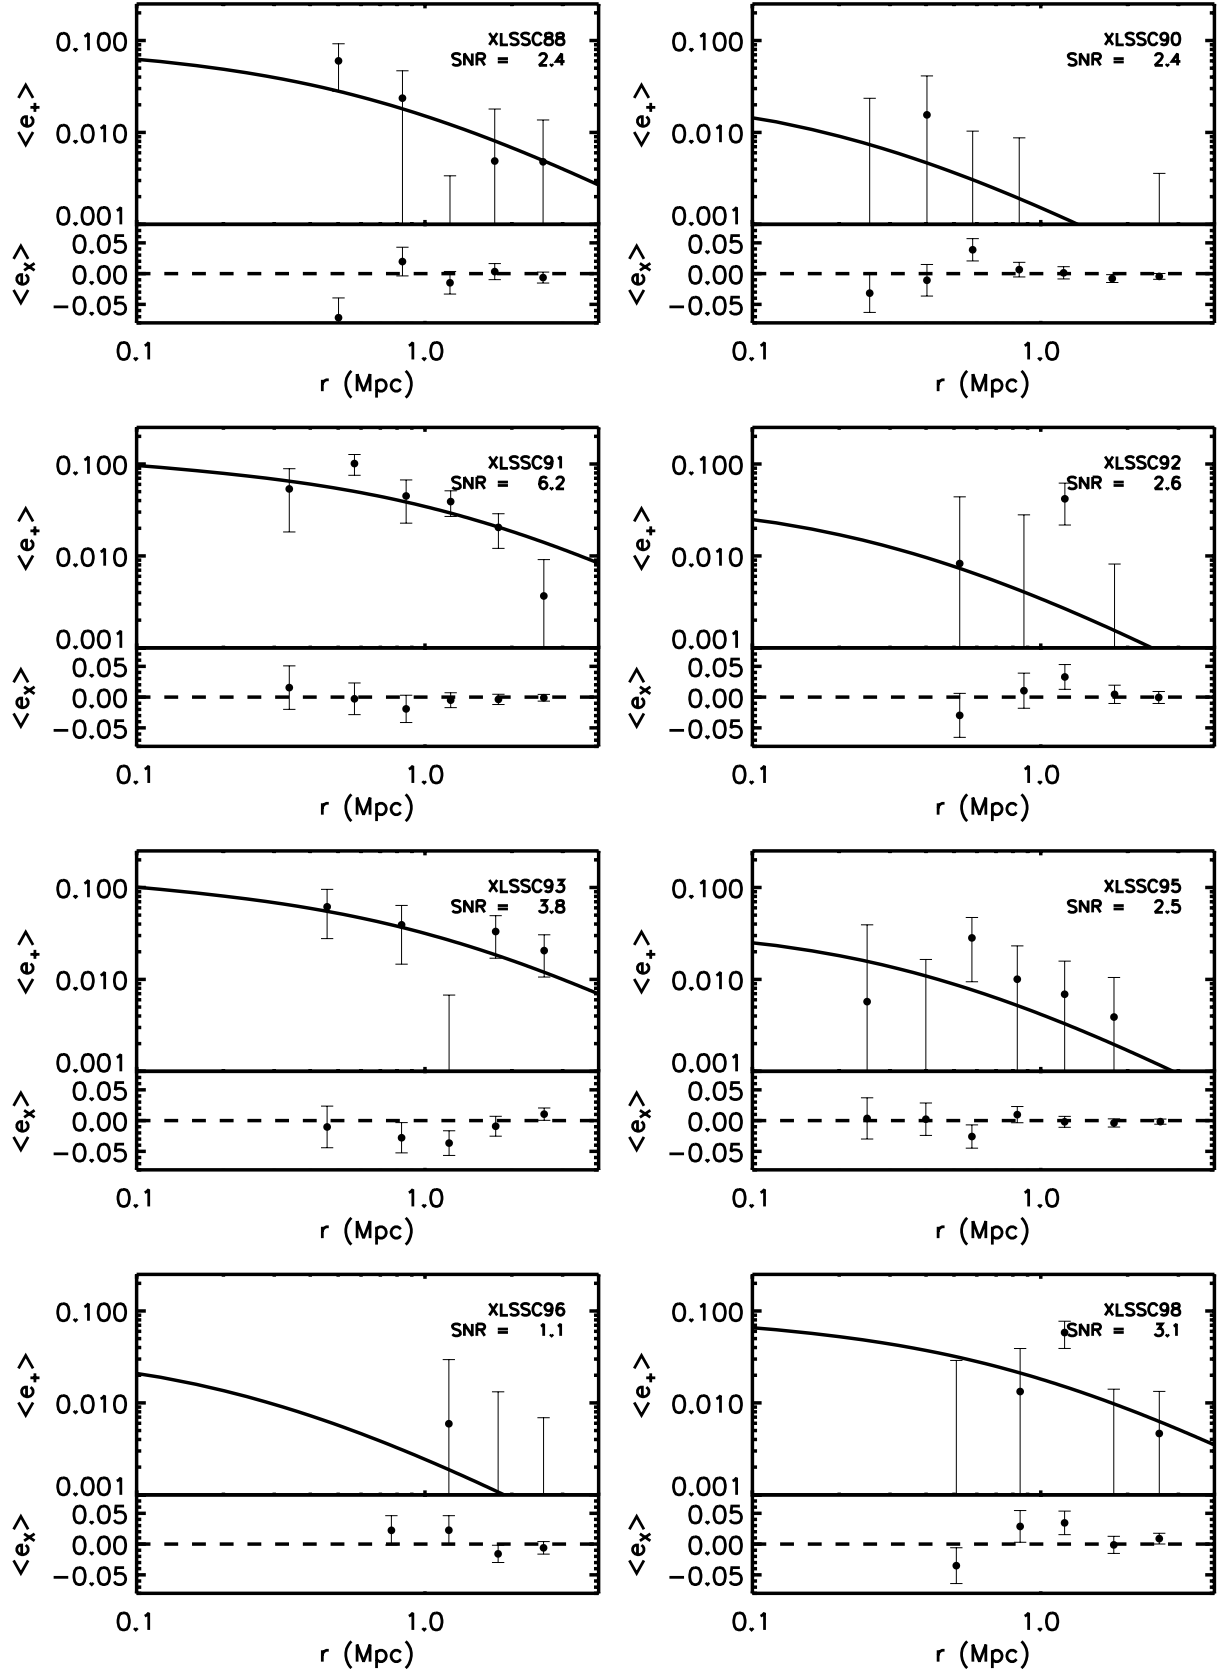 XLSSC88
SNR = 2.4
0.100
0.010
0.001
<e+>
0.05
0.00
−0.05
<ex>
0.1 1.0
r (Mpc)
XLSSC90
SNR = 2.4
0.100
0.010
0.001
<e+>
0.05
0.00
−0.05
<ex>
0.1 1.0
r (Mpc)
XLSSC91
SNR = 6.2
0.100
0.010
0.001
<e+>
0.05
0.00
−0.05
<ex>
0.1 1.0
r (Mpc)
XLSSC92
SNR = 2.6
0.100
0.010
0.001
<e+>
0.05
0.00
−0.05
<ex>
0.1 1.0
r (Mpc)
XLSSC93
SNR = 3.8
0.100
0.010
0.001
<e+>
0.05
0.00
−0.05
<ex>
0.1 1.0
r (Mpc)
XLSSC95
SNR = 2.5
0.100
0.010
0.001
<e+>
0.05
0.00
−0.05
<ex>
0.1 1.0
r (Mpc)
XLSSC96
SNR = 1.1
0.100
0.010
0.001
<e+>
0.05
0.00
−0.05
<ex>
0.1 1.0
r (Mpc)
XLSSC98
SNR = 3.1
0.100
0.010
0.001
<e+>
0.05
0.00
−0.05
<ex>
0.1 1.0
r (Mpc)